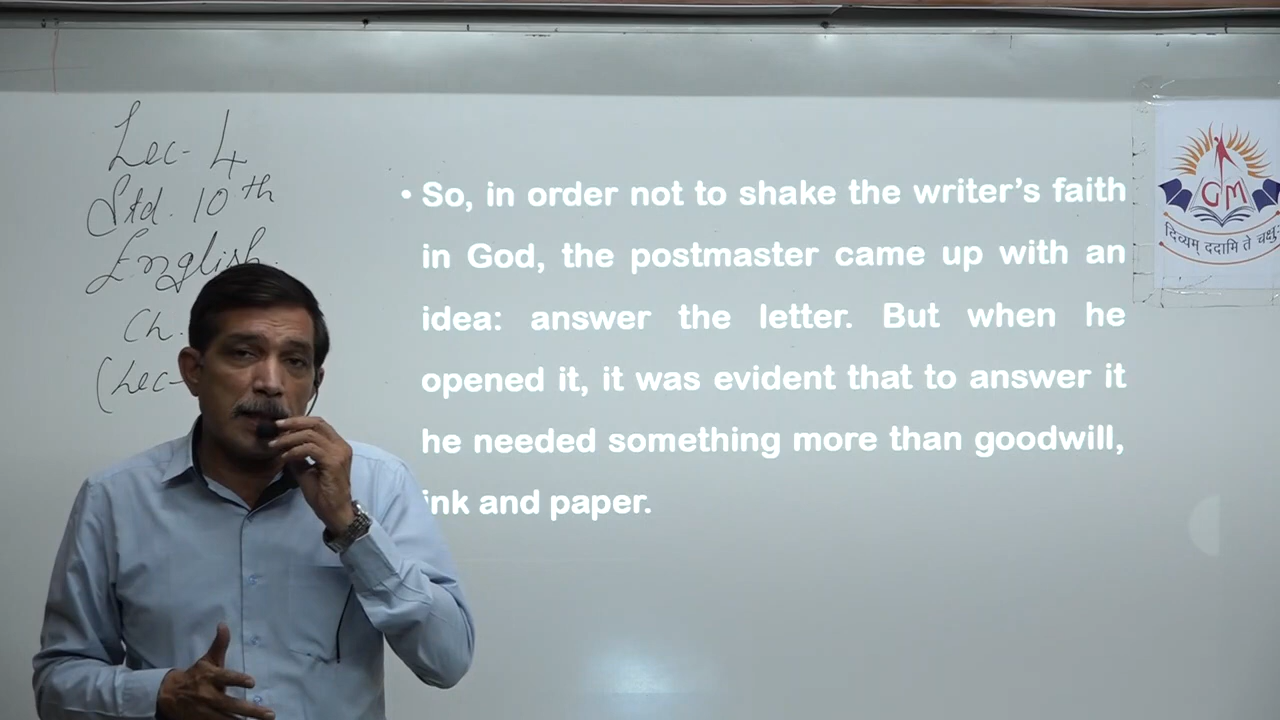 Lec- 4
Std. 10th
English
Ch.
(Lec-
• So, in order not to shake the writer's faith
in God, the postmaster came up with an
idea: answer the letter. But when he
opened it, it was evident that to answer it
he needed something more than goodwill,
ink and paper.
GM
दिव्यम् ददामि ते चक्षु: